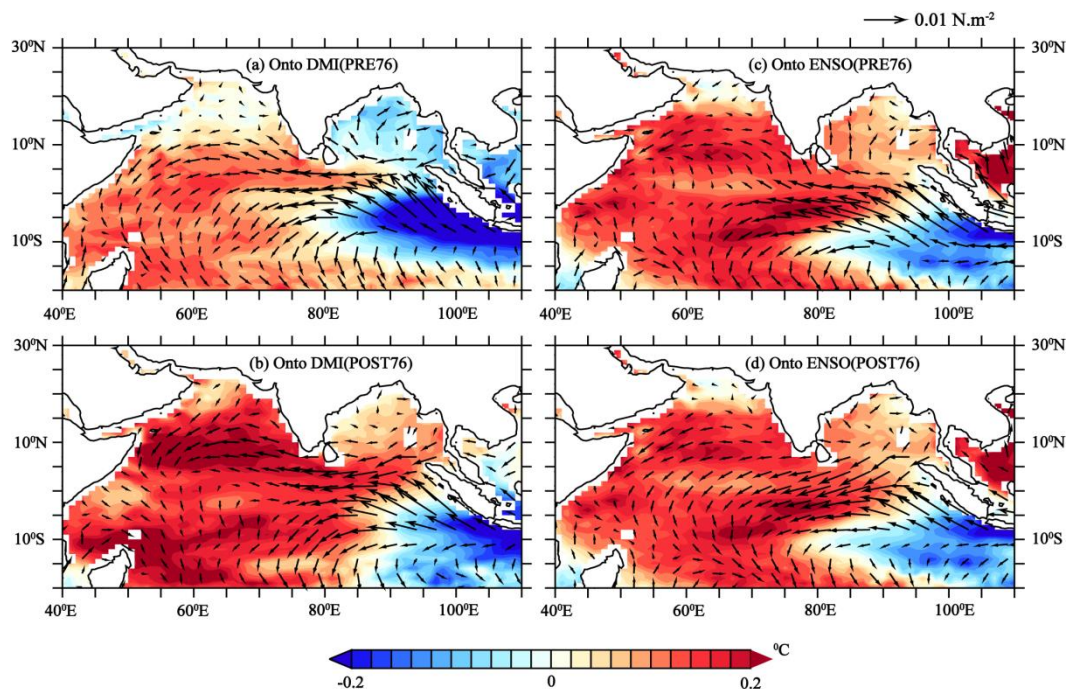 0.01 N.m-2
30⁰N
(a) Onto DMI(PRE76)
(c) Onto ENSO(PRE76)
30⁰N
10⁰N
10⁰N
10⁰S
10⁰S
40⁰E 60⁰E 80⁰E 100⁰E
40⁰E 60⁰E 80⁰E 100⁰E
30⁰N
(b) Onto DMI(POST76)
(d) Onto ENSO(POST76)
30⁰N
10⁰N
10⁰N
10⁰S
10⁰S
40⁰E 60⁰E 80⁰E 100⁰E
40⁰E 60⁰E 80⁰E 100⁰E
⁰C
-0.2 0 0.2